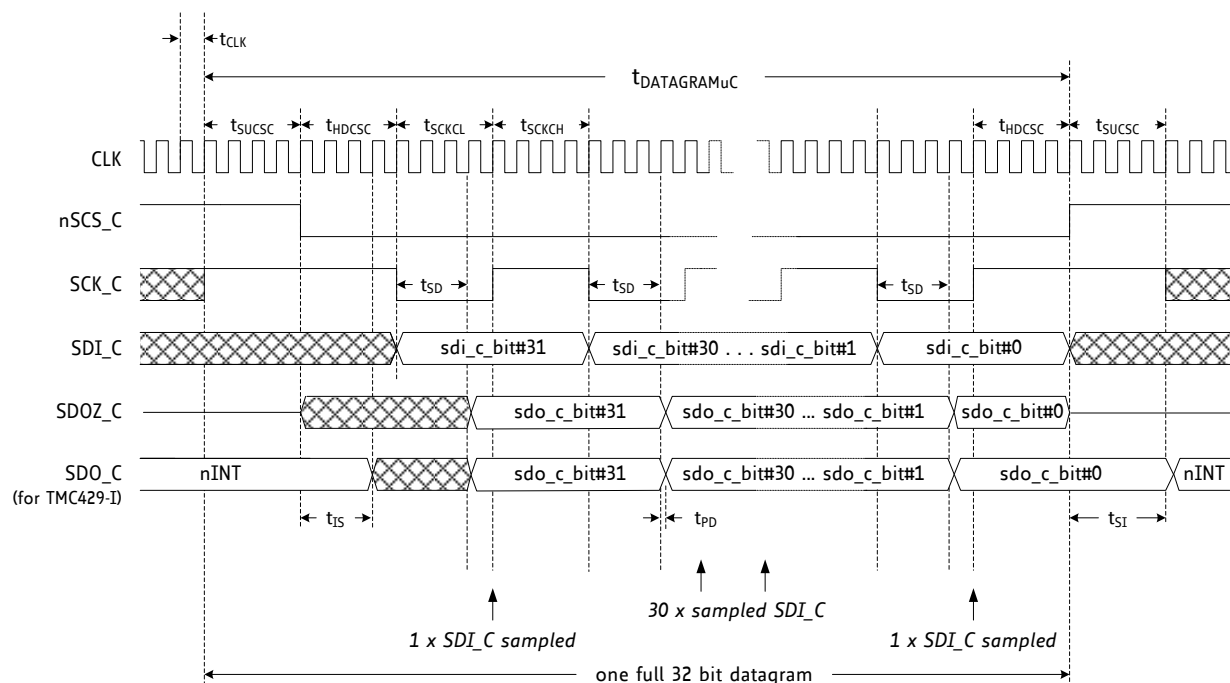 tCLK
tDATAGRAMuC
tSUCSC tHDCSC tSCKCL tSCKCH tHDCSC tSUCSC
CLK
nSCS_C
SCK_C tSD tSD tSD
SDI_C sdi_c_bit#31 sdi_c_bit#30 . . . sdi_c_bit#1 sdi_c_bit#0
SDOZ_C sdo_c_bit#31 sdo_c_bit#30 ... sdo_c_bit#1 sdo_c_bit#0
SDO_C nINT sdo_c_bit#31 sdo_c_bit#30 ... sdo_c_bit#1 sdo_c_bit#0 nINT
(for TMC429-I)
tIS tPD tSI
30 x sampled SDI_C
1 x SDI_C sampled 1 x SDI_C sampled
one full 32 bit datagram